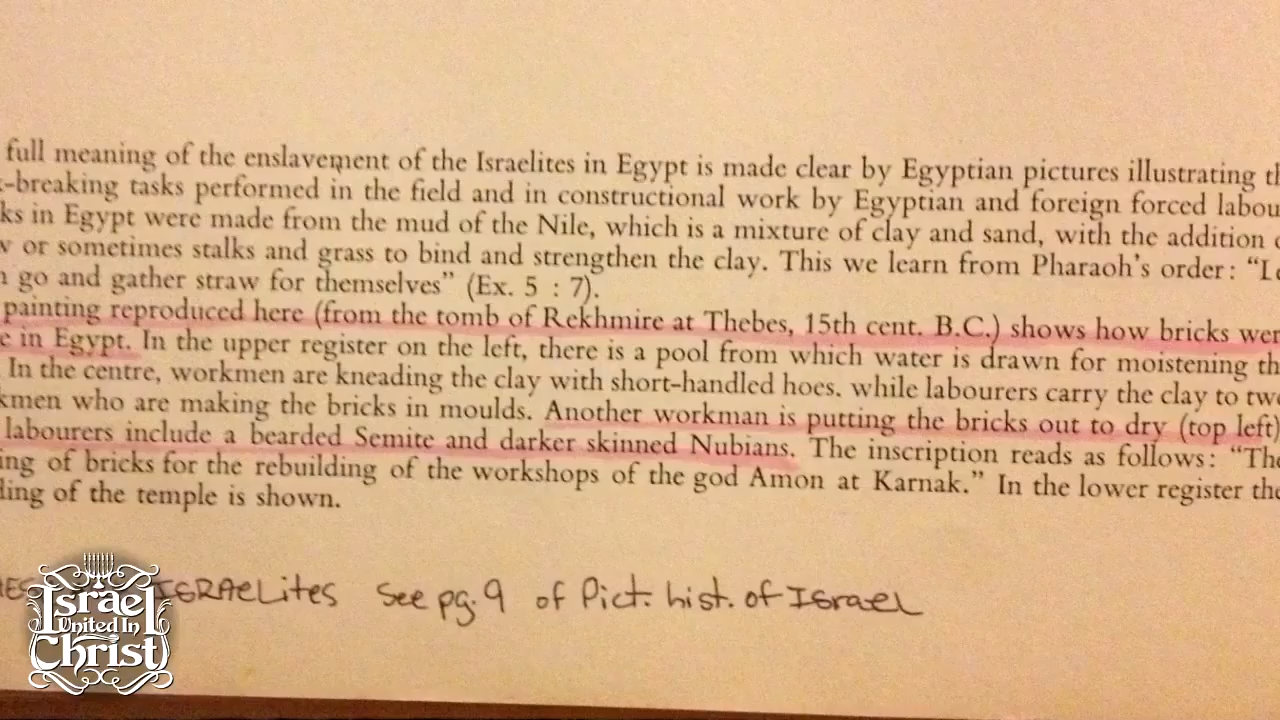 full meaning of the enslavement of the Israelites in Egypt is made clear by Egyptian pictures illustrating th
-breaking tasks performed in the field and in constructional work by Egyptian and foreign forced labou
ks in Egypt were made from the mud of the Nile, which is a mixture of clay and sand, with the addition
w or sometimes stalks and grass to bind and strengthen the clay. This we learn from Pharaoh's order: “Le
go and gather straw for themselves” (Ex. 5 : 7).
painting reproduced here (from the tomb of Rekhmire at Thebes, 15th cent. B.C.) shows how bricks wer
e in Egypt. In the upper register on the left, there is a pool from which water is drawn for moistening th
In the centre, workmen are kneading the clay with short-handled hoes. while labourers carry the clay to two
kmen who are making the bricks in moulds. Another workman is putting the bricks out to dry (top left)
labourers include a bearded Semite and darker skinned Nubians. The inscription reads as follows: “The
ing of bricks for the rebuilding of the workshops of the god Amon at Karnak.” In the lower register the
ding of the temple is shown.
ISRAELites See pg. 9 of Pict. hist. of Israel
Israel
United In
Christ